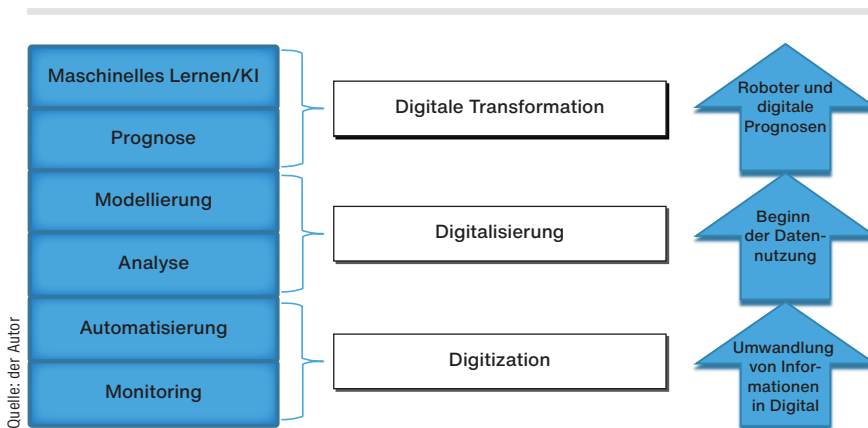 Maschinelles Lernen/KI
Prognose
Modellierung
Analyse
Automatisierung
Monitoring
Digitale Transformation
Digitalisierung
Digitization
Roboter und
digitale
Prognosen
Beginn
der Daten-
nutzung
Umwandlung
von Infor-
mationen
in Digital
Quelle: der Autor